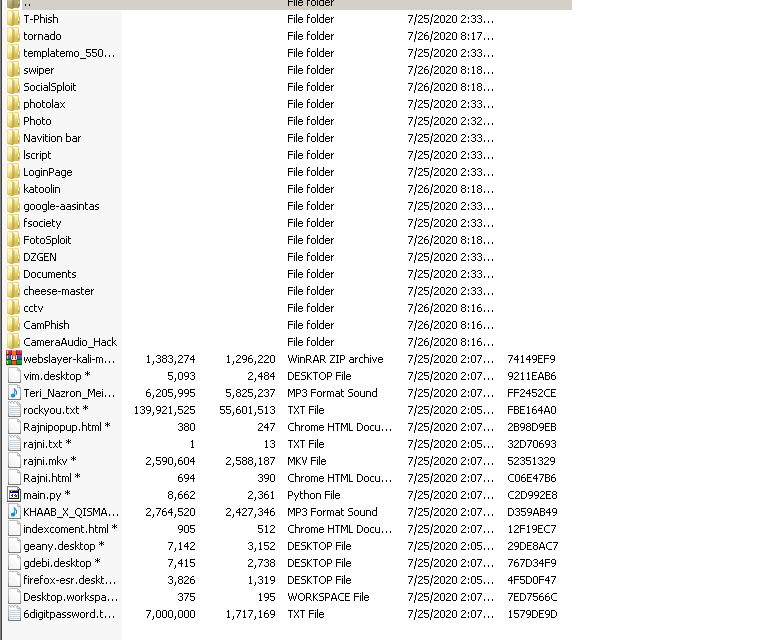 .. File folder
T-Phish File folder 7/25/2020 2:33...
tornado File folder 7/26/2020 8:17...
templatemo_550... File folder 7/25/2020 2:33...
swiper File folder 7/26/2020 8:18...
SocialSploit File folder 7/26/2020 8:18...
photolax File folder 7/25/2020 2:33...
Photo File folder 7/25/2020 2:32...
Navition bar File folder 7/25/2020 2:33...
lscript File folder 7/25/2020 2:33...
LoginPage File folder 7/25/2020 2:33...
katoolin File folder 7/26/2020 8:18...
google-aasintas File folder 7/25/2020 2:33...
fsociety File folder 7/25/2020 2:33...
FotoSploit File folder 7/26/2020 8:18...
DZGEN File folder 7/25/2020 2:33...
Documents File folder 7/25/2020 2:33...
cheese-master File folder 7/25/2020 2:33...
cctv File folder 7/26/2020 8:16...
CamPhish File folder 7/26/2020 8:16...
CameraAudio_Hack File folder 7/26/2020 8:16...
webslayer-kali-m... 1,383,274 1,296,220 WinRAR ZIP archive 7/25/2020 2:07... 74149EF9
vim.desktop * 5,093 2,484 DESKTOP File 7/25/2020 2:07... 9211EAB6
Teri_Nazron_Mei... 6,205,995 5,825,237 MP3 Format Sound 7/25/2020 2:07... FF2452CE
rockyou.txt * 139,921,525 55,601,513 TXT File 7/25/2020 2:05... FBE164A0
Rajnipopup.html * 380 247 Chrome HTML Docu... 7/25/2020 2:07... 2B98D9EB
rajni.txt * 1 13 TXT File 7/25/2020 2:05... 32D70693
rajni.mkv * 2,590,604 2,588,187 MKV File 7/25/2020 2:07... 52351329
Rajni.html * 694 390 Chrome HTML Docu... 7/25/2020 2:07... C06E47B6
main.py * 8,662 2,361 Python File 7/25/2020 2:07... C2D992E8
KHAAB_X_QISMA... 2,764,520 2,427,346 MP3 Format Sound 7/25/2020 2:07... D359AB49
indexcoment.html * 905 512 Chrome HTML Docu... 7/25/2020 2:07... 12F19EC7
geany.desktop * 7,142 3,152 DESKTOP File 7/25/2020 2:05... 29DE8AC7
gdebi.desktop * 7,415 2,738 DESKTOP File 7/25/2020 2:07... 767D34F9
firefox-esr.deskt... 3,826 1,319 DESKTOP File 7/25/2020 2:05... 4F5D0F47
Desktop.workspa... 375 195 WORKSPACE File 7/25/2020 2:07... 7ED7566C
6digitpassword.t... 7,000,000 1,717,169 TXT File 7/25/2020 2:07... 1579DE9D